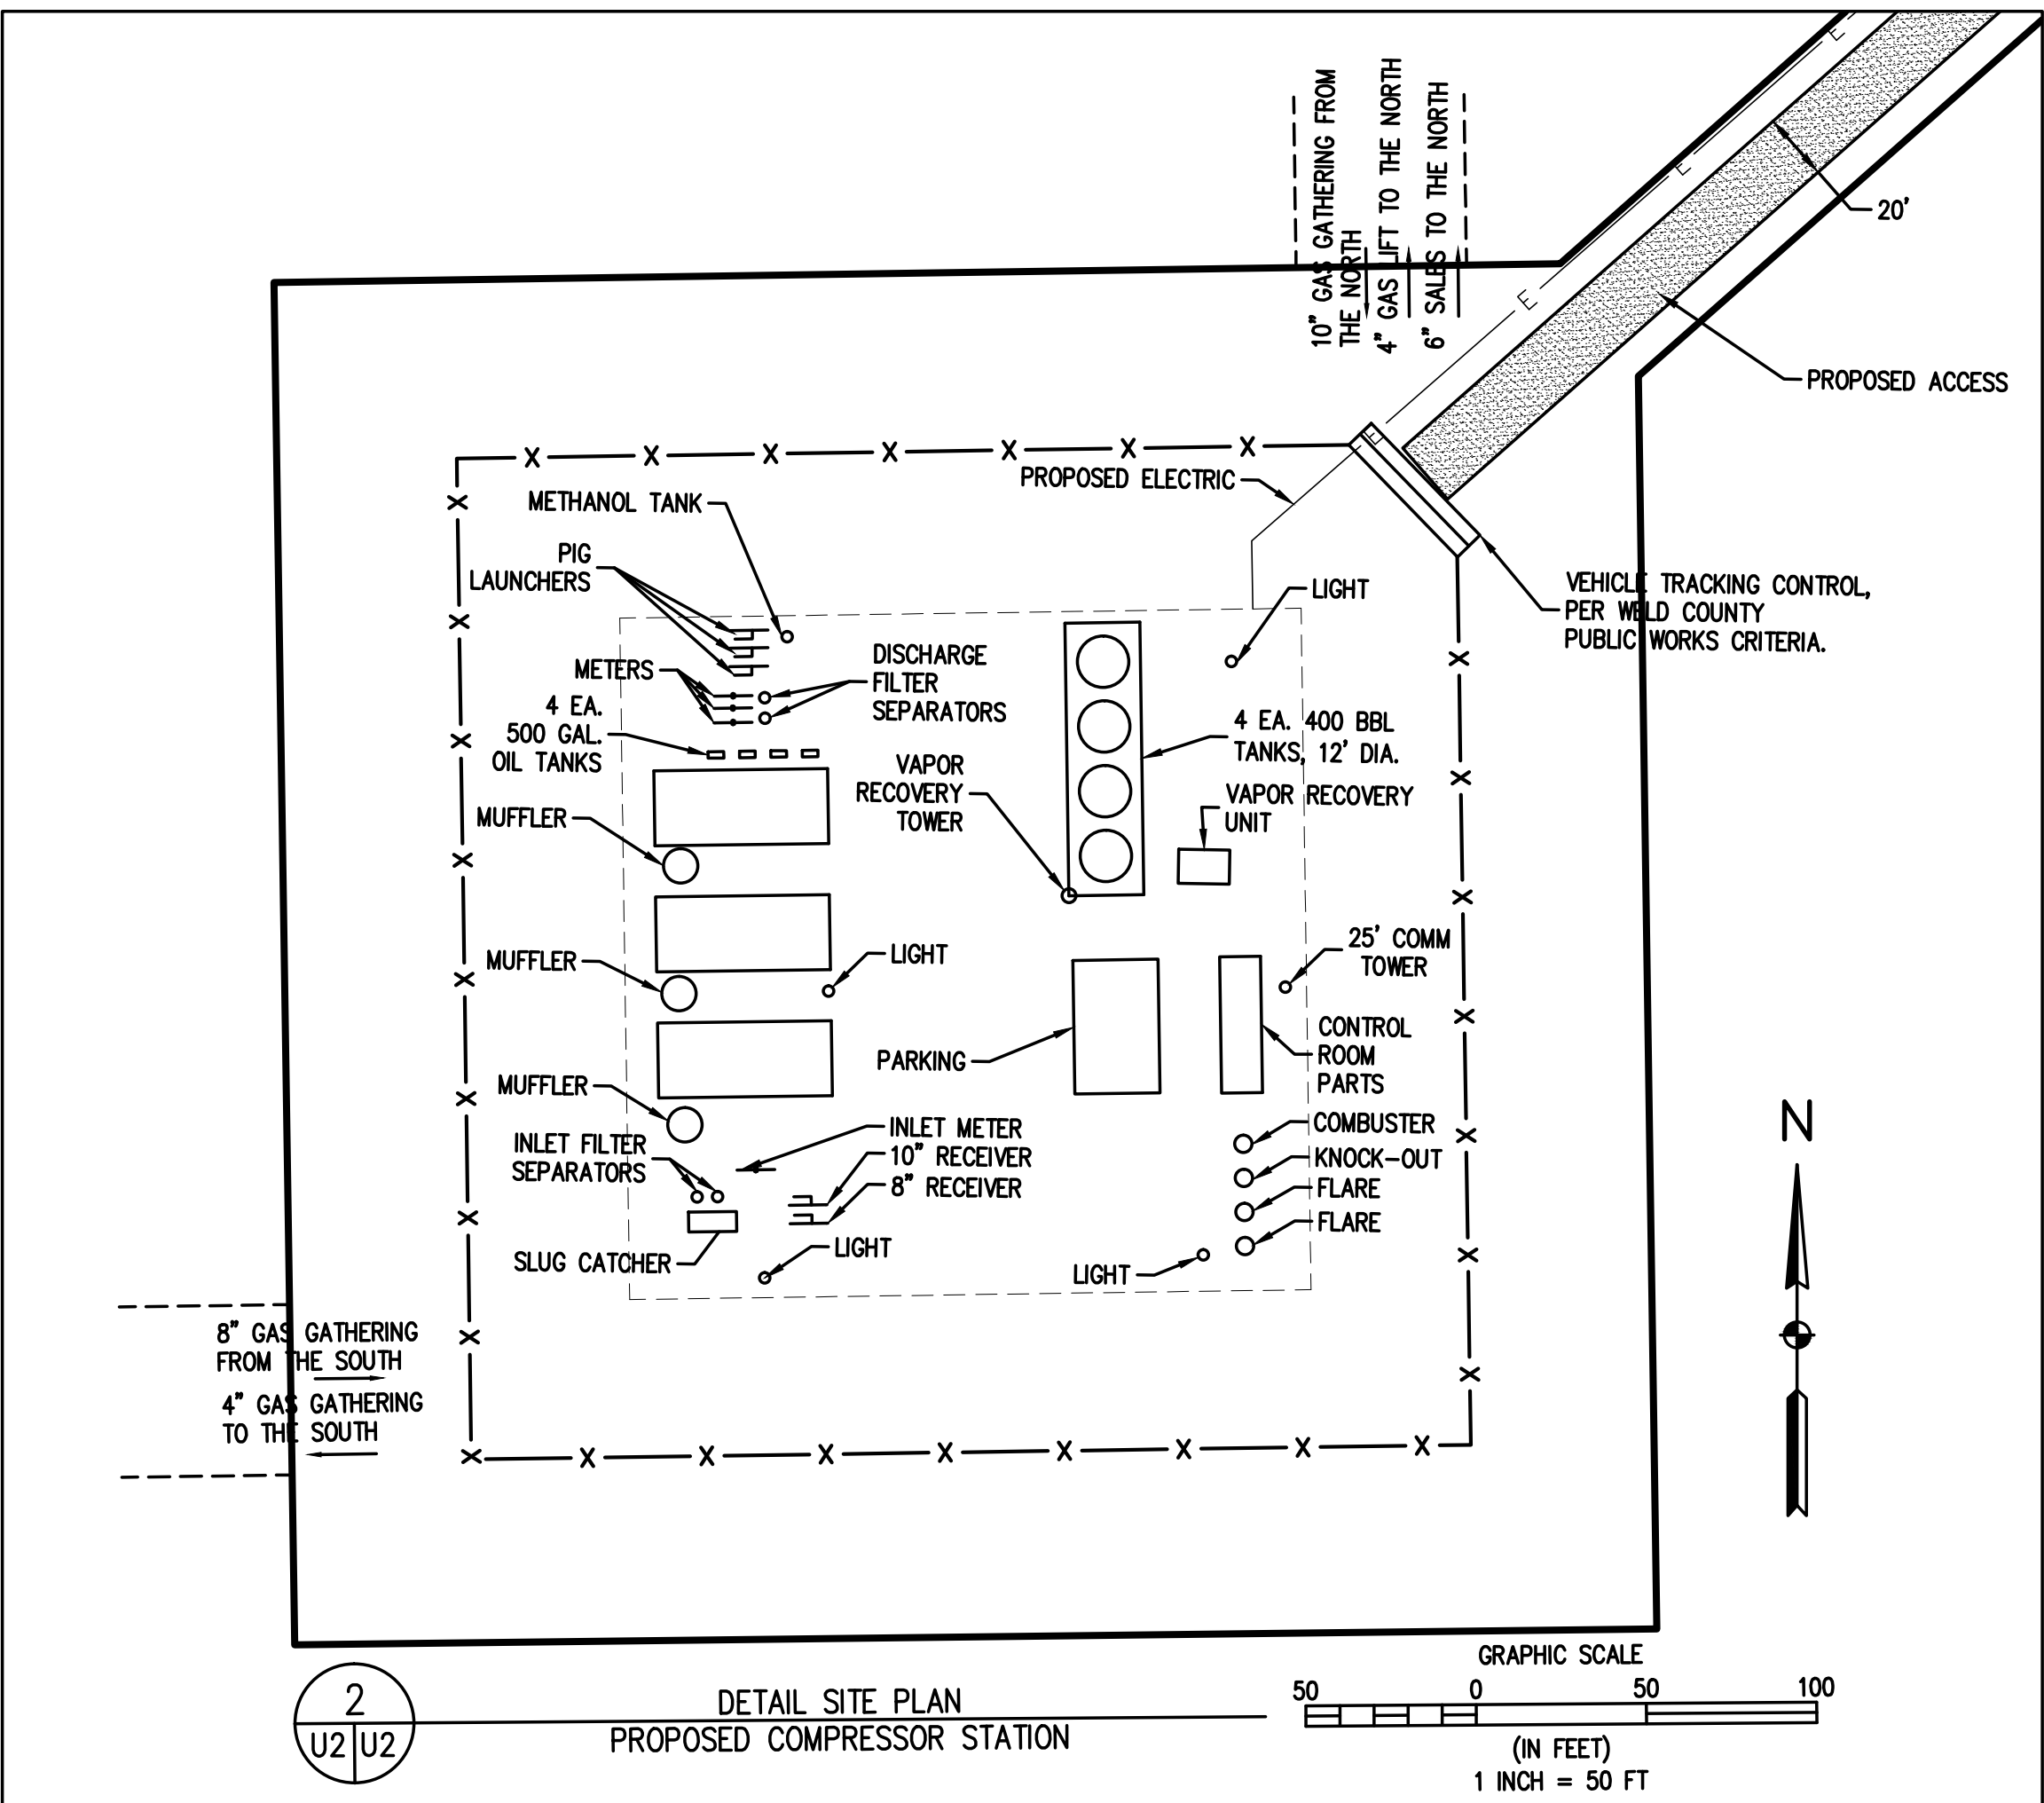 10" GAS GATHERING FROM
THE NORTH
4" GAS LIFT TO THE NORTH
6" SALES TO THE NORTH
E
E
E
E
E
20'
PROPOSED ACCESS
PROPOSED ELECTRIC
METHANOL TANK
PIG
LAUNCHERS
LIGHT
VEHICLE TRACKING CONTROL,
PER WELD COUNTY
PUBLIC WORKS CRITERIA.
METERS
DISCHARGE
FILTER
SEPARATORS
4 EA.
500 GAL.
OIL TANKS
4 EA. 400 BBL
TANKS, 12' DIA.
VAPOR
RECOVERY
TOWER
VAPOR RECOVERY
UNIT
MUFFLER
MUFFLER
LIGHT
25' COMM
TOWER
PARKING
CONTROL
ROOM
PARTS
MUFFLER
INLET FILTER
SEPARATORS
INLET METER
10" RECEIVER
8" RECEIVER
COMBUSTER
KNOCK-OUT
FLARE
FLARE
SLUG CATCHER
LIGHT
LIGHT
N
8" GAS GATHERING
FROM THE SOUTH
4" GAS GATHERING
TO THE SOUTH
2
U2 U2
DETAIL SITE PLAN
PROPOSED COMPRESSOR STATION
GRAPHIC SCALE
50 0 50 100
(IN FEET)
1 INCH = 50 FT